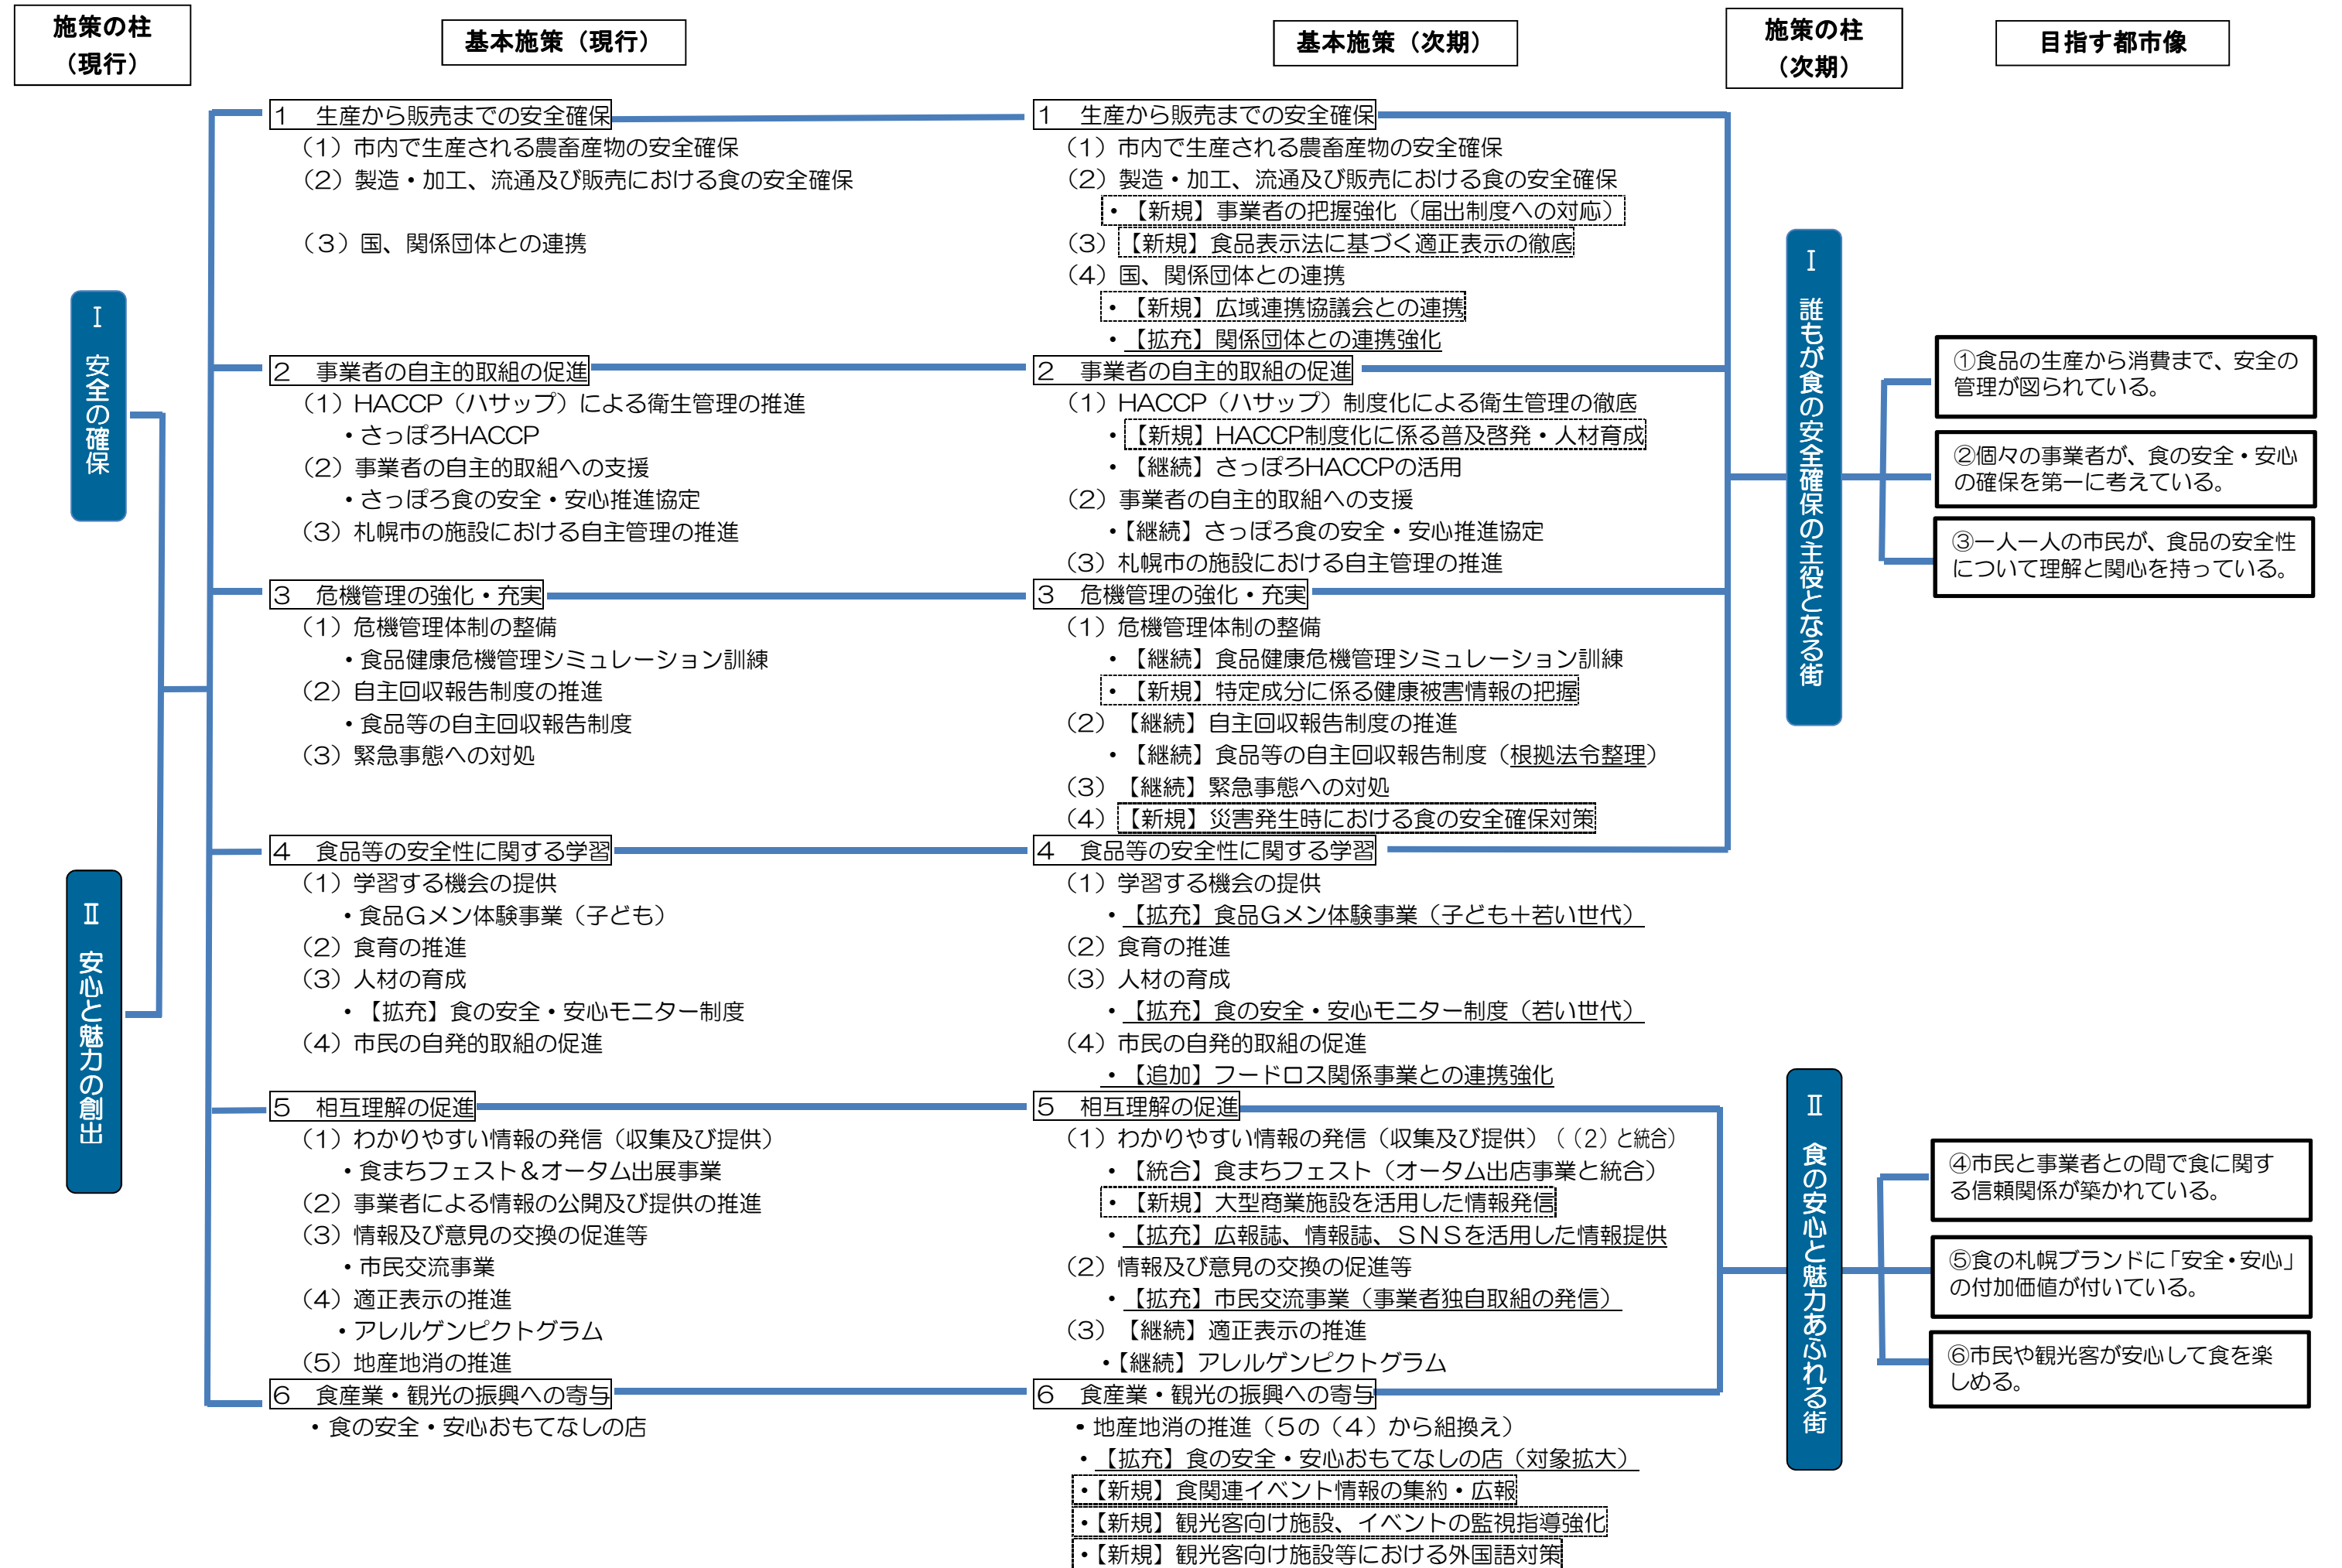 施策の柱
（現行）
基本施策（現行）
基本施策（次期）
施策の柱
（次期）
目指す都市像
Ⅰ　安全の確保
Ⅱ　安心と魅力の創出
1　生産から販売までの安全確保
（1）市内で生産される農畜産物の安全確保
（2）製造・加工、流通及び販売における食の安全確保
（3）国、関係団体との連携
2　事業者の自主的取組の促進
（1）HACCP（ハサップ）による衛生管理の推進
・さっぽろHACCP
（2）事業者の自主的取組への支援
・さっぽろ食の安全・安心推進協定
（3）札幌市の施設における自主管理の推進
3　危機管理の強化・充実
（1）危機管理体制の整備
・食品健康危機管理シミュレーション訓練
（2）自主回収報告制度の推進
・食品等の自主回収報告制度
（3）緊急事態への対処
4　食品等の安全性に関する学習
（1）学習する機会の提供
・食品Gメン体験事業（子ども）
（2）食育の推進
（3）人材の育成
・【拡充】食の安全・安心モニター制度
（4）市民の自発的取組の促進
5　相互理解の促進
（1）わかりやすい情報の発信（収集及び提供）
・食まちフェスト＆オータム出展事業
（2）事業者による情報の公開及び提供の推進
（3）情報及び意見の交換の促進等
・市民交流事業
（4）適正表示の推進
・アレルゲンピクトグラム
（5）地産地消の推進
6　食産業・観光の振興への寄与
・食の安全・安心おもてなしの店
1　生産から販売までの安全確保
（1）市内で生産される農畜産物の安全確保
（2）製造・加工、流通及び販売における食の安全確保
・【新規】事業者の把握強化（届出制度への対応）
（3）【新規】食品表示法に基づく適正表示の徹底
（4）国、関係団体との連携
・【新規】広域連携協議会との連携
・【拡充】関係団体との連携強化
2　事業者の自主的取組の促進
（1）HACCP（ハサップ）制度化による衛生管理の徹底
・【新規】HACCP制度化に係る普及啓発・人材育成
・【継続】さっぽろHACCPの活用
（2）事業者の自主的取組への支援
・【継続】さっぽろ食の安全・安心推進協定
（3）札幌市の施設における自主管理の推進
3　危機管理の強化・充実
（1）危機管理体制の整備
・【継続】食品健康危機管理シミュレーション訓練
・【新規】特定成分に係る健康被害情報の把握
（2）【継続】自主回収報告制度の推進
・【継続】食品等の自主回収報告制度（根拠法令整理）
（3）【継続】緊急事態への対処
（4）【新規】災害発生時における食の安全確保対策
4　食品等の安全性に関する学習
（1）学習する機会の提供
・【拡充】食品Gメン体験事業（子ども＋若い世代）
（2）食育の推進
（3）人材の育成
・【拡充】食の安全・安心モニター制度（若い世代）
（4）市民の自発的取組の促進
・【追加】フードロス関係事業との連携強化
5　相互理解の促進
（1）わかりやすい情報の発信（収集及び提供）（（2）と統合）
・【統合】食まちフェスト（オータム出店事業と統合）
・【新規】大型商業施設を活用した情報発信
・【拡充】広報誌、情報誌、ＳＮＳを活用した情報提供
（2）情報及び意見の交換の促進等
・【拡充】市民交流事業（事業者独自取組の発信）
（3）【継続】適正表示の推進
・【継続】アレルゲンピクトグラム
6　食産業・観光の振興への寄与
・地産地消の推進（5の（4）から組換え）
・【拡充】食の安全・安心おもてなしの店（対象拡大）
・【新規】食関連イベント情報の集約・広報
・【新規】観光客向け施設、イベントの監視指導強化
・【新規】観光客向け施設等における外国語対策
Ⅰ　誰もが食の安全確保の主役となる街
Ⅱ　食の安心と魅力あふれる街
①食品の生産から消費まで、安全の
管理が図られている。
②個々の事業者が、食の安全・安心
の確保を第一に考えている。
③一人一人の市民が、食品の安全性
について理解と関心を持っている。
④市民と事業者との間で食に関す
る信頼関係が築かれている。
⑤食の札幌ブランドに「安全・安心」
の付加価値が付いている。
⑥市民や観光客が安心して食を楽
しめる。